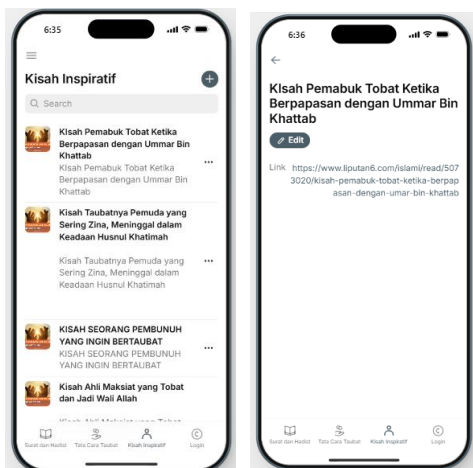 6:35
Kisah Inspiratif
Search
KIsah Pemabuk Tobat Ketika
Berpapasan dengan Ummar Bin
Khattab
KIsah Pemabuk Tobat Ketika
Berpapasan dengan Ummar Bin
Khattab
Kisah Taubatnya Pemuda yang
Sering Zina, Meninggal dalam
Keadaan Husnul Khatimah
Kisah Taubatnya Pemuda yang
Sering Zina, Meninggal dalam
Keadaan Husnul Khatimah
KISAH SEORANG PEMBUNUH
YANG INGIN BERTAUBAT
KISAH SEORANG PEMBUNUH
YANG INGIN BERTAUBAT
Kisah Ahli Maksiat yang Tobat
dan Jadi Wali Allah
Kisah Ahli Maksiat yang Tobat
Surat dan Hadist Tata Cara Taubat Kisah Inspiratif Login
6:36
KIsah Pemabuk Tobat Ketika
Berpapasan dengan Ummar Bin
Khattab
Edit
Link https://www.liputan6.com/islami/read/507
3020/kisah-pemabuk-tobat-ketika-berpap
asan-dengan-umar-bin-khattab
Surat dan Hadist Tata Cara Taubat Kisah Inspiratif Login